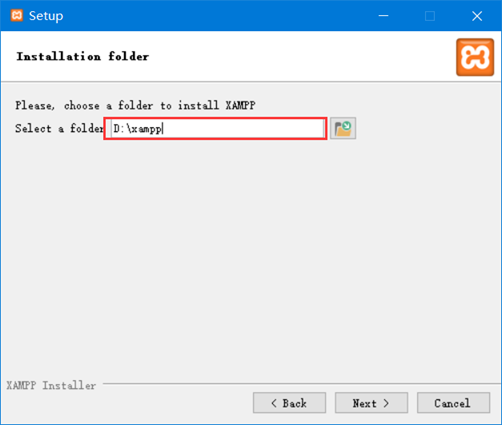 Setup
Installation folder
Please, choose a folder to install XAMPP
Select a folder D:\xampp
XAMPP Installer
< Back Next > Cancel